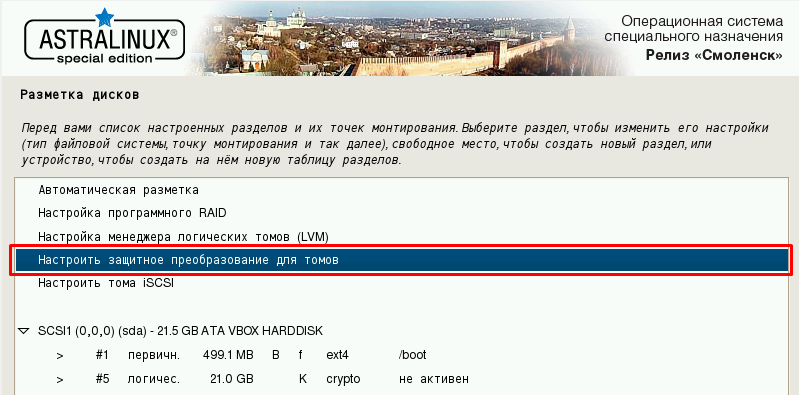 ASTRALINUX®
special edition
Операционная система
специального назначения
Релиз «Смоленск»
Разметка дисков
Перед вами список настроенных разделов и их точек монтирования. Выберите раздел, чтобы изменить его настройки
(тип файловой системы, точку монтирования и так далее), свободное место, чтобы создать новый раздел, или
устройство, чтобы создать на нём новую таблицу разделов.
Автоматическая разметка
Настройка программного RAID
Настройка менеджера логических томов (LVM)
Настроить защитное преобразование для томов
Настроить тома iSCSI
SCSI1 (0,0,0) (sda) - 21.5 GB ATA VBOX HARDDISK
> #1 первичн. 499.1 MB B f ext4 /boot
> #5 логичес. 21.0 GB K crypto не активен